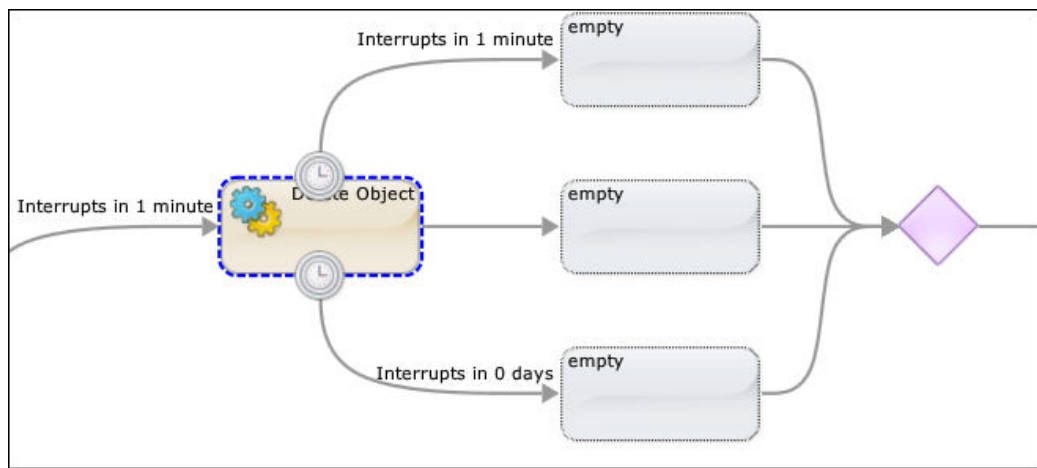 Interrupts in 1 minute
empty
Interrupts in 1 minute
Delete Object
empty
Interrupts in 0 days
empty